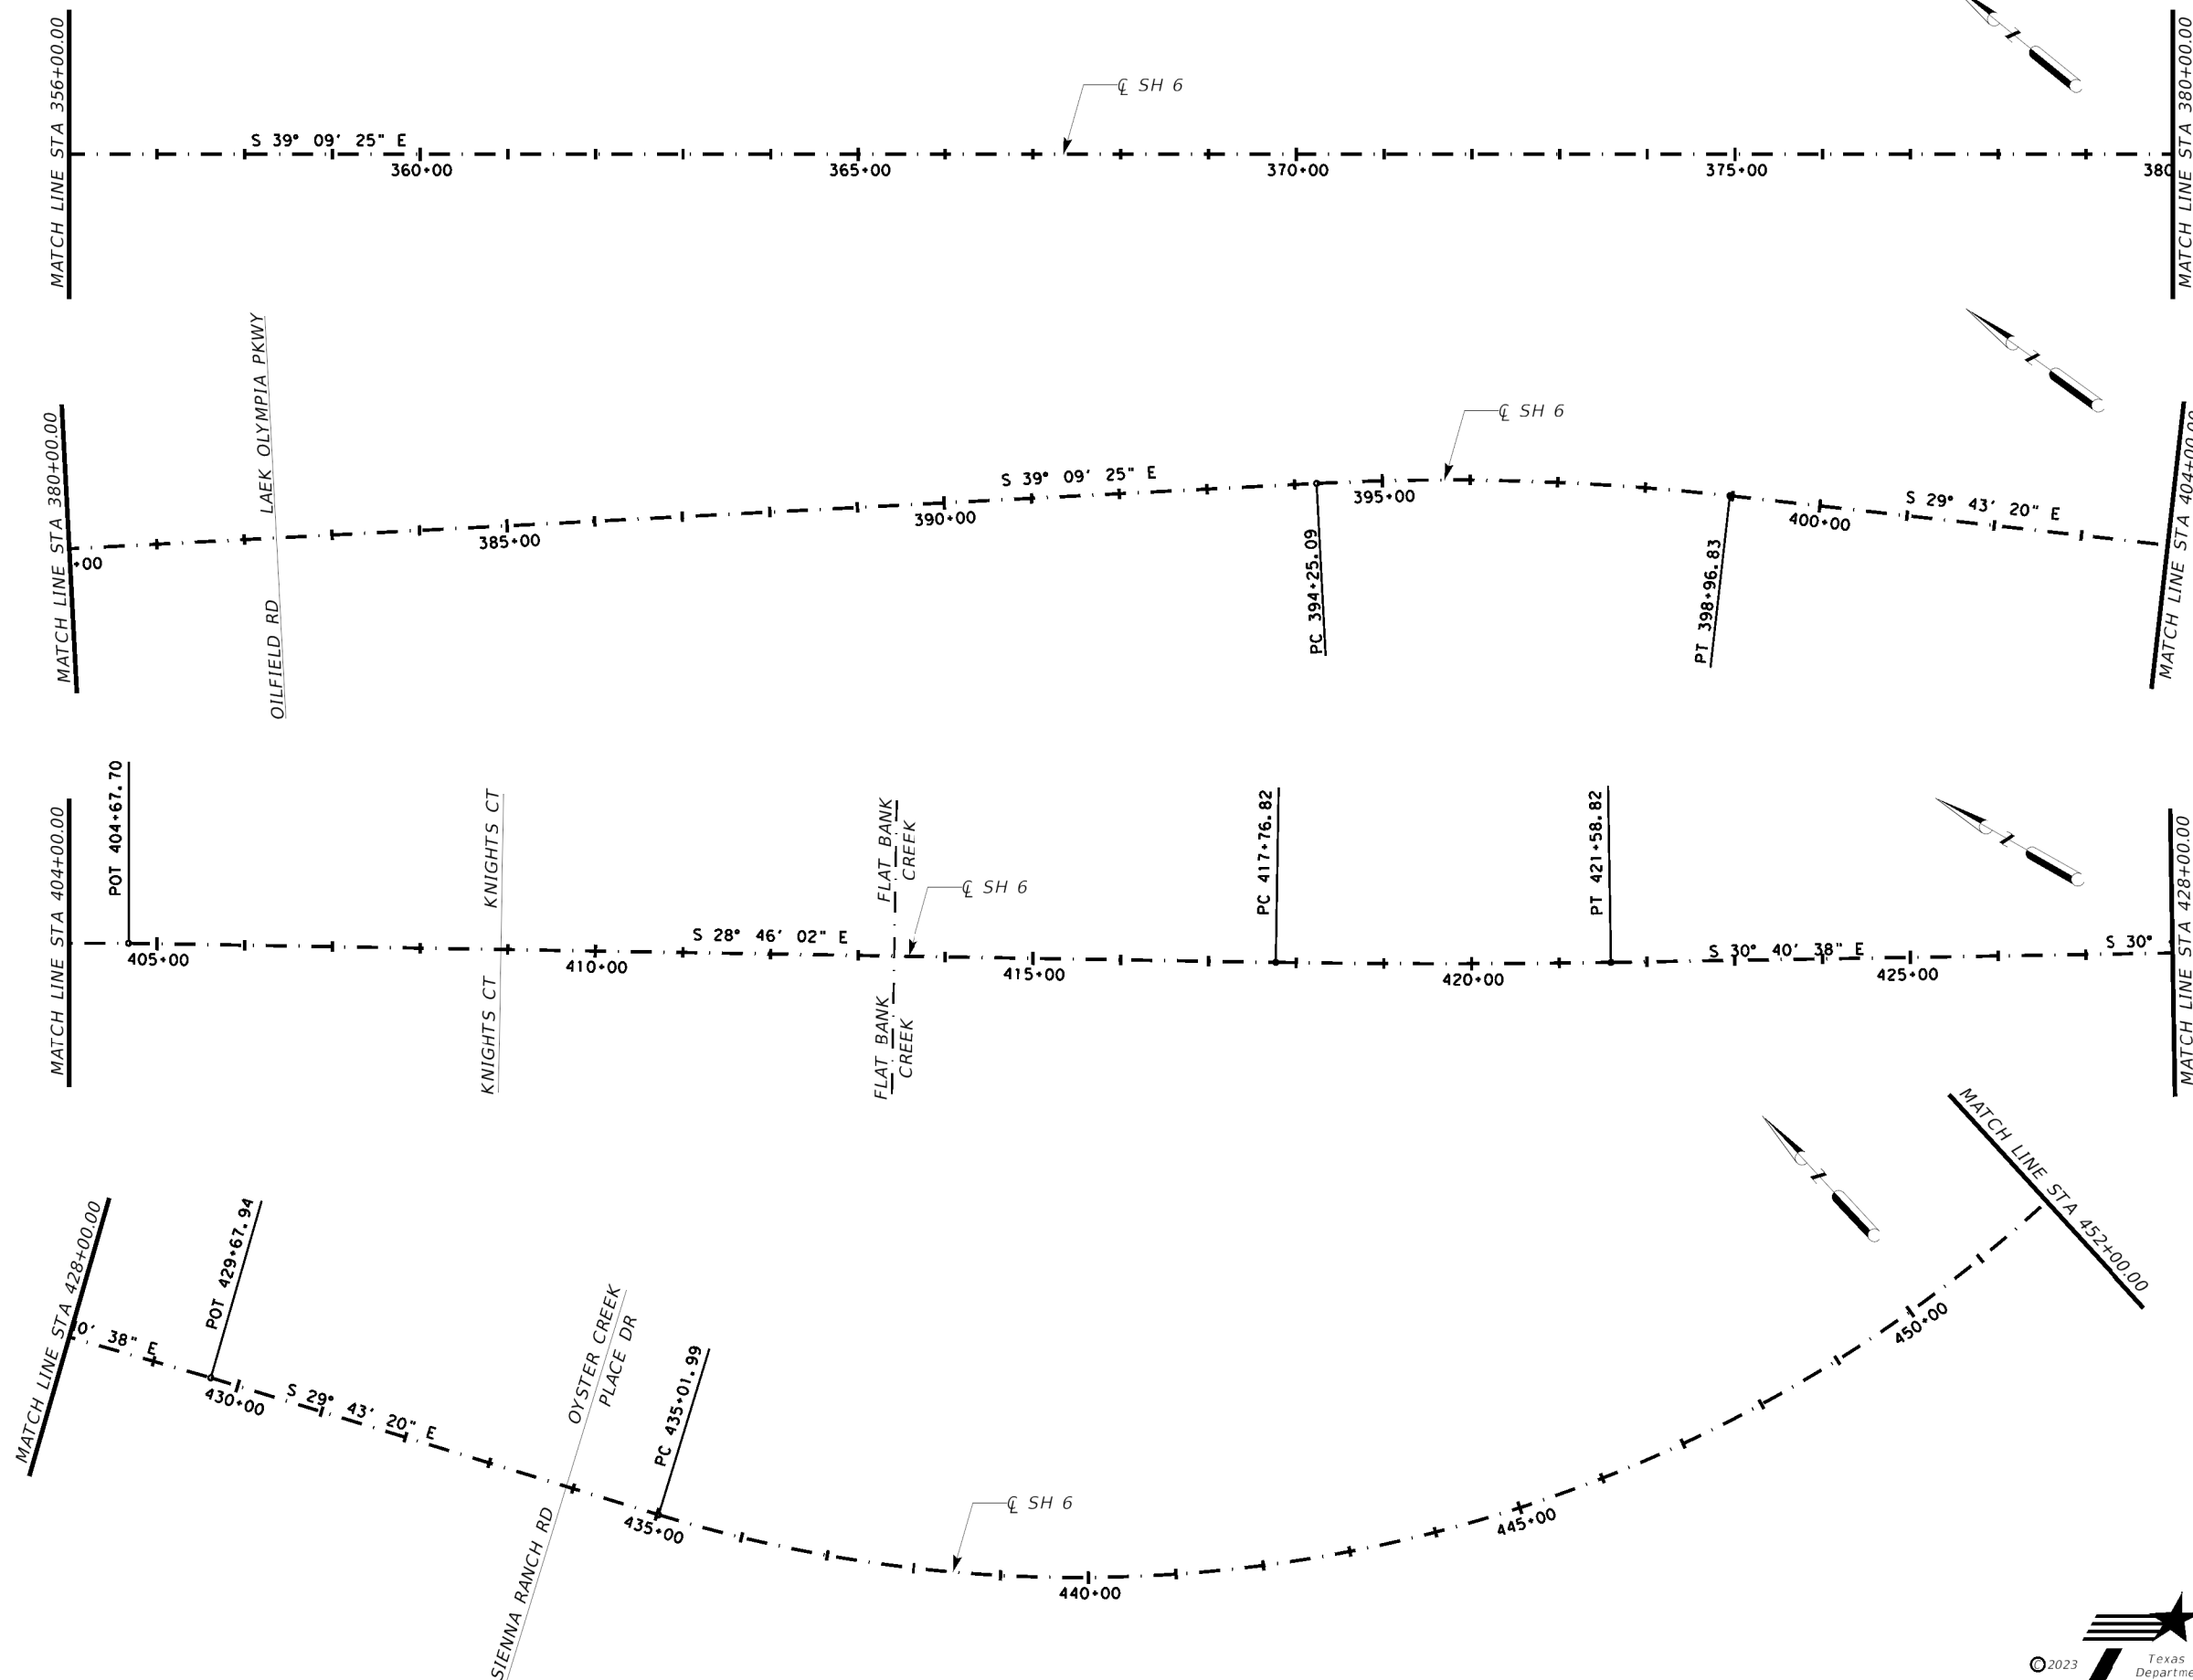 MATCH LINE STA 356+00.00
S 39° 09' 25" E
℄ SH 6
360+00
365+00
370+00
375+00
380
MATCH LINE STA 380+00.00
MATCH LINE STA 380+00.00
+00
LAEK OLYMPIA PKWY
OILFIELD RD
385+00
390+00
S 39° 09' 25" E
℄ SH 6
395+00
PC 394+25.09
PT 398+96.83
400+00
S 29° 43' 20" E
MATCH LINE STA 404+00.00
MATCH LINE STA 404+00.00
POT 404+67.70
405+00
KNIGHTS CT
KNIGHTS CT
410+00
S 28° 46' 02" E
FLAT BANK
CREEK
FLAT BANK
CREEK
℄ SH 6
415+00
PC 417+76.82
420+00
PT 421+58.82
S 30° 40' 38" E
425+00
S 30°
MATCH LINE STA 428+00.00
MATCH LINE STA 428+00.00
0' 38" E
POT 429+67.94
430+00
S 29° 43' 20" E
OYSTER CREEK
PLACE DR
SIENNA RANCH RD
PC 435+01.99
435+00
℄ SH 6
440+00
445+00
450+00
MATCH LINE STA 452+00.00
©2023
Texas
Departme